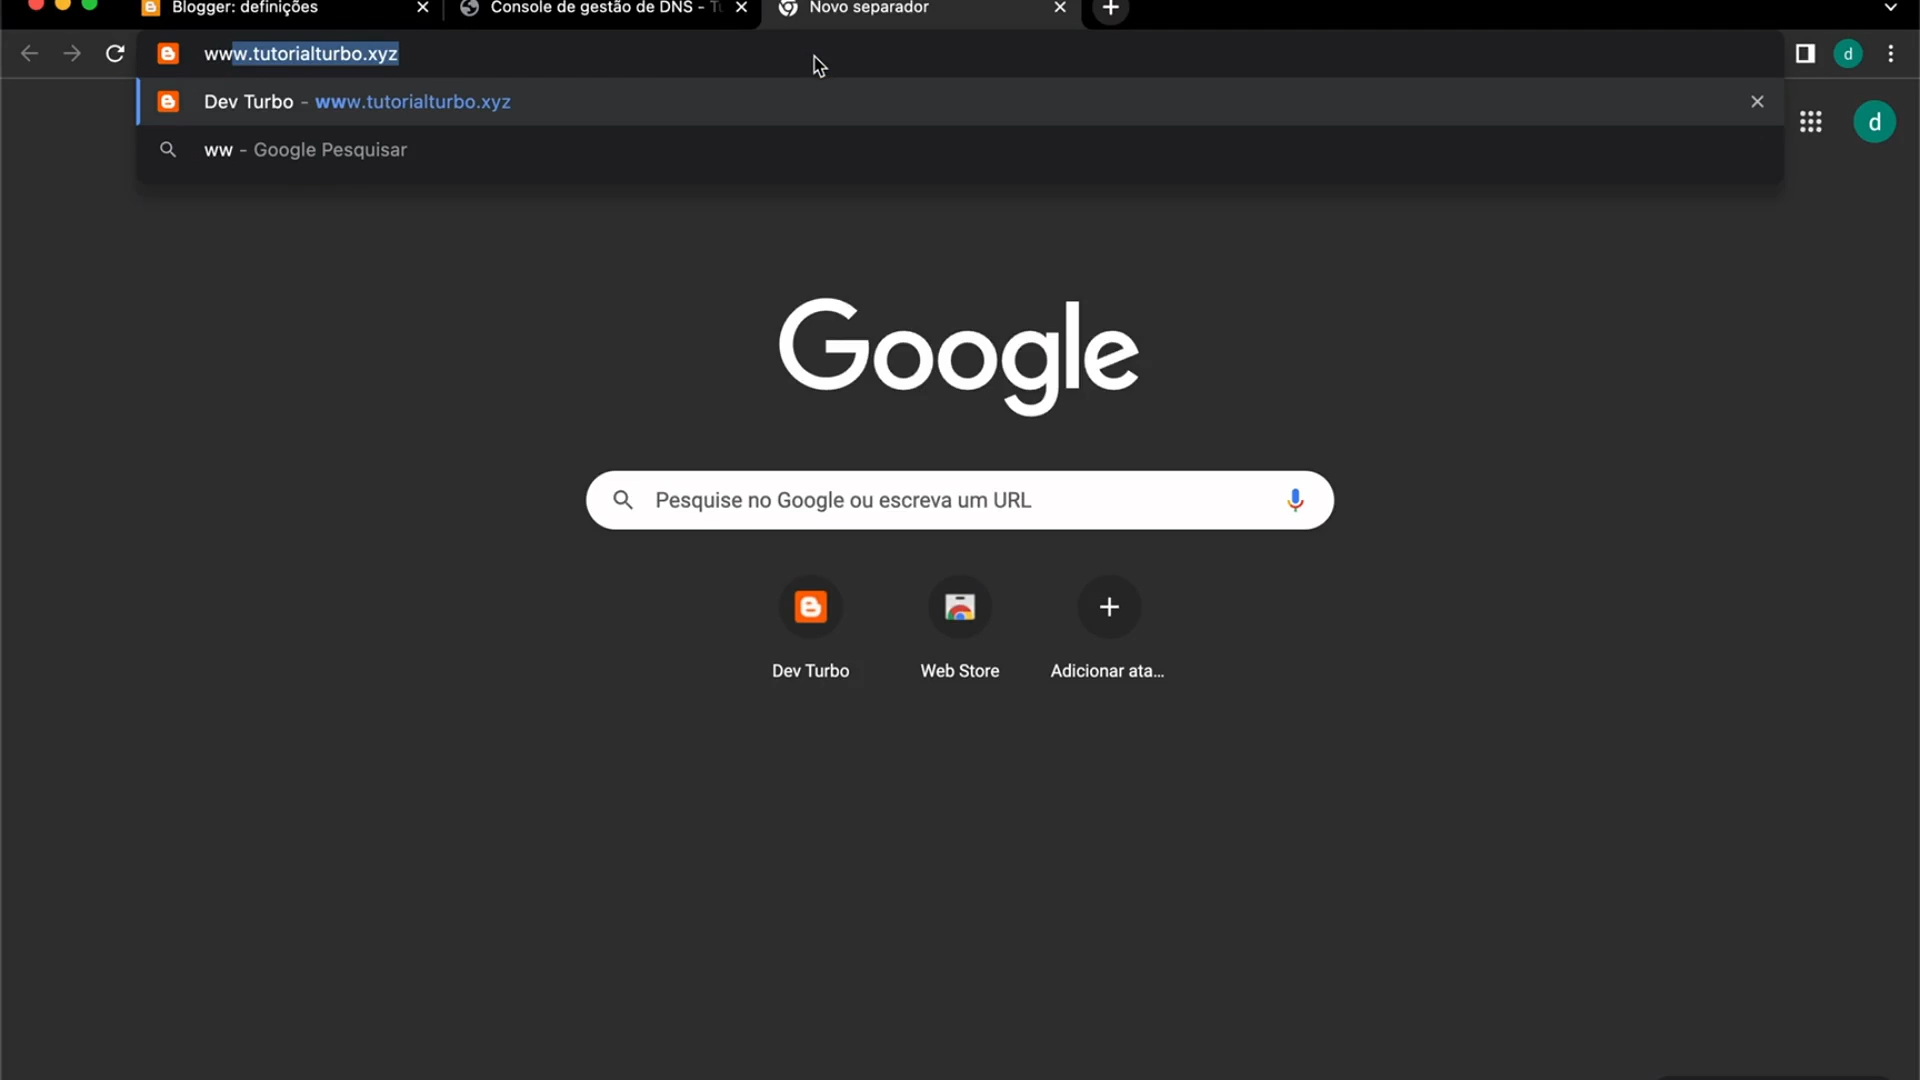 Blogger: definições
Console de gestão de DNS - T
Novo separador
www.tutorialturbo.xyz
d
Dev Turbo - www.tutorialturbo.xyz
d
ww - Google Pesquisar
Google
Pesquise no Google ou escreva um URL
Dev Turbo
Web Store
Adicionar ata...